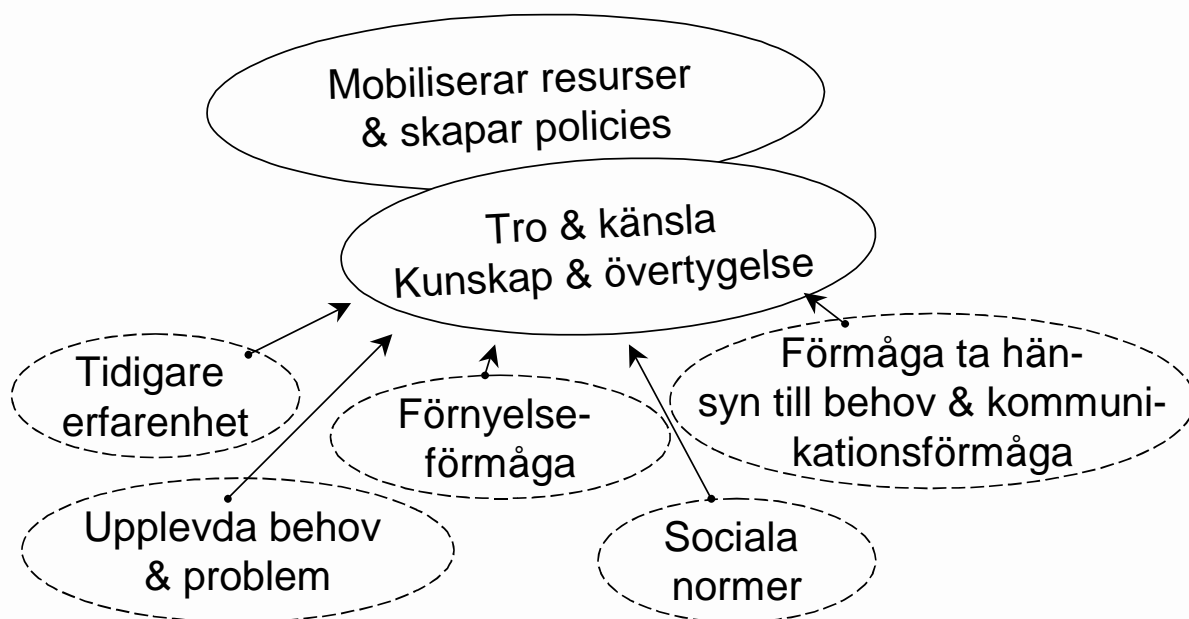 Mobiliserar resurser
& skapar policies
Tro & känsla
Kunskap & övertygelse
Tidigare
erfarenhet
Förnyelse-
förmåga
Förmåga ta hän-
syn till behov & kommuni-
kationsförmåga
Upplevda behov
& problem
Sociala
normer